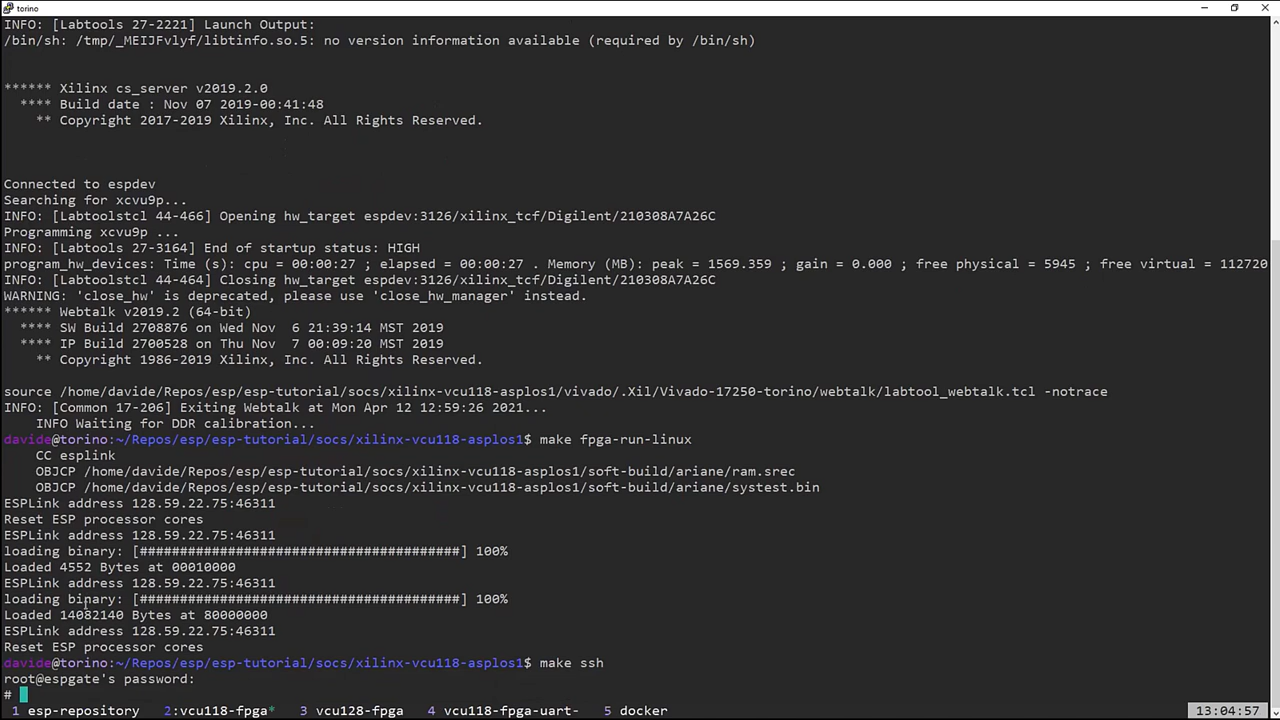 torino
INFO: [Labtools 27-2221] Launch Output:
/bin/sh: /tmp/_MEIJFvlyf/libtinfo.so.5: no version information available (required by /bin/sh)
****** Xilinx cs_server v2019.2.0
  **** Build date : Nov 07 2019-00:41:48
    ** Copyright 2017-2019 Xilinx, Inc. All Rights Reserved.
Connected to espdev
Searching for xcvu9p...
INFO: [Labtoolstcl 44-466] Opening hw_target espdev:3126/xilinx_tcf/Digilent/210308A7A26C
Programming xcvu9p ...
INFO: [Labtools 27-3164] End of startup status: HIGH
program_hw_devices: Time (s): cpu = 00:00:27 ; elapsed = 00:00:27 . Memory (MB): peak = 1569.359 ; gain = 0.000 ; free physical = 5945 ; free virtual = 112720
INFO: [Labtoolstcl 44-464] Closing hw_target espdev:3126/xilinx_tcf/Digilent/210308A7A26C
WARNING: 'close_hw' is deprecated, please use 'close_hw_manager' instead.
****** Webtalk v2019.2 (64-bit)
  **** SW Build 2708876 on Wed Nov  6 21:39:14 MST 2019
  **** IP Build 2700528 on Thu Nov  7 00:09:20 MST 2019
    ** Copyright 1986-2019 Xilinx, Inc. All Rights Reserved.
source /home/davide/Repos/esp/esp-tutorial/socs/xilinx-vcu118-asplos1/vivado/.Xil/Vivado-17250-torino/webtalk/labtool_webtalk.tcl -notrace
INFO: [Common 17-206] Exiting Webtalk at Mon Apr 12 12:59:26 2021...
    INFO Waiting for DDR calibration...
davide@torino:~/Repos/esp/esp-tutorial/socs/xilinx-vcu118-asplos1$ make fpga-run-linux
    CC esplink
    OBJCP /home/davide/Repos/esp/esp-tutorial/socs/xilinx-vcu118-asplos1/soft-build/ariane/ram.srec
    OBJCP /home/davide/Repos/esp/esp-tutorial/socs/xilinx-vcu118-asplos1/soft-build/ariane/systest.bin
ESPLink address 128.59.22.75:46311
Reset ESP processor cores
ESPLink address 128.59.22.75:46311
loading binary: [########################################] 100%
Loaded 4552 Bytes at 00010000
ESPLink address 128.59.22.75:46311
loading binary: [########################################] 100%
Loaded 14082140 Bytes at 80000000
ESPLink address 128.59.22.75:46311
Reset ESP processor cores
davide@torino:~/Repos/esp/esp-tutorial/socs/xilinx-vcu118-asplos1$ make ssh
root@espgate's password:
#
1 esp-repository   2:vcu118-fpga*   3 vcu128-fpga   4 vcu118-fpga-uart-   5 docker   13:04:57